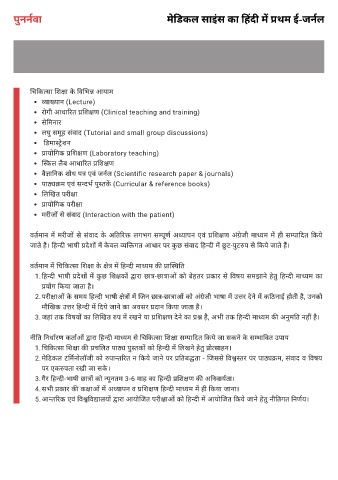 पुनर्नवा
मेडिकल साइंस का हिंदी में प्रथम ई-जर्नल
चिकित्सा शिक्षा के विभिन्न आयाम
• व्याख्यान (Lecture)
• रोगी आधारित प्रशिक्षण (Clinical teaching and training)
• सेमिनार
• लघु समूह संवाद (Tutorial and small group discussions)
• डिमास्ट्रेशन
• प्रायोगिक प्रशिक्षण (Laboratory teaching)
• स्किल लैब आधारित प्रशिक्षण
• वैज्ञानिक शोध पत्र एवं जर्नल (Scientific research paper & journals)
• पाठ्यक्रम एवं सन्दर्भ पुस्तकें (Curricular & reference books)
• लिखित परीक्षा
• प्रायोगिक परीक्षा
• मरीजों से संवाद (Interaction with the patient)
वर्तमान में मरीजों से संवाद के अतिरिक्त लगभग सम्पूर्ण अध्यापन एवं प्रशिक्षण अंग्रेजी माध्यम में ही सम्पादित किये
जाते है। हिन्दी भाषी प्रदेशों में केवल व्यक्तिगत आधार पर कुछ संवाद हिन्दी में छुट-पुटरुप से किये जाते हैं।
वर्तमान में चिकित्सा शिक्षा के क्षेत्र में हिन्दी माध्यम की प्रास्थिति
1. हिन्दी भाषी प्रदेशों में कुछ शिक्षकों द्वारा छात्र-छात्राओं को बेहतर प्रकार से विषय समझाने हेतु हिन्दी माध्यम का
प्रयोग किया जाता है।
2. परीक्षाओं के समय हिन्दी भाषी क्षेत्रों में जिन छात्र-छात्राओं को अंग्रेजी भाषा में उत्तर देने में कठिनाई होती है, उनको
मौखिक उत्तर हिन्दी में दिये जाने का अवसर प्रदान किया जाता है।
3. जहां तक विषयों का लिखित रुप में रखने या प्रशिक्षण देने का प्रश्न है, अभी तक हिन्दी माध्यम की अनुमति नहीं है।
नीति निर्धारण कर्ताओं द्वारा हिन्दी माध्यम से चिकित्सा शिक्षा सम्पादित किये जा सकने के सम्भावित उपाय
1. चिकित्सा शिक्षा की प्रचलित पाठ्य पुस्तकों को हिन्दी में लिखने हेतु प्रोत्साहन।
2. मेडिकल टर्मिनोलॉजी को रुपान्तरित न किये जाने पर प्रतिबद्धता - जिससे विश्वस्तर पर पाठ्यक्रम, संवाद व विषय
पर एकरुपता रखी जा सके।
3. गैर हिन्दी-भाषी छात्रों को न्यूनतम 3-6 माह का हिन्दी प्रशिक्षण की अनिवार्यता।
4. सभी प्रकार की कक्षाओं में अध्यापन व प्रशिक्षण हिन्दी माध्यम में ही किया जाना।
5. आन्तरिक एवं विश्वविद्यालयों द्वारा आयोजित परीक्षाओं को हिन्दी में आयोजित किये जाने हेतु नीतिगत निर्णय।